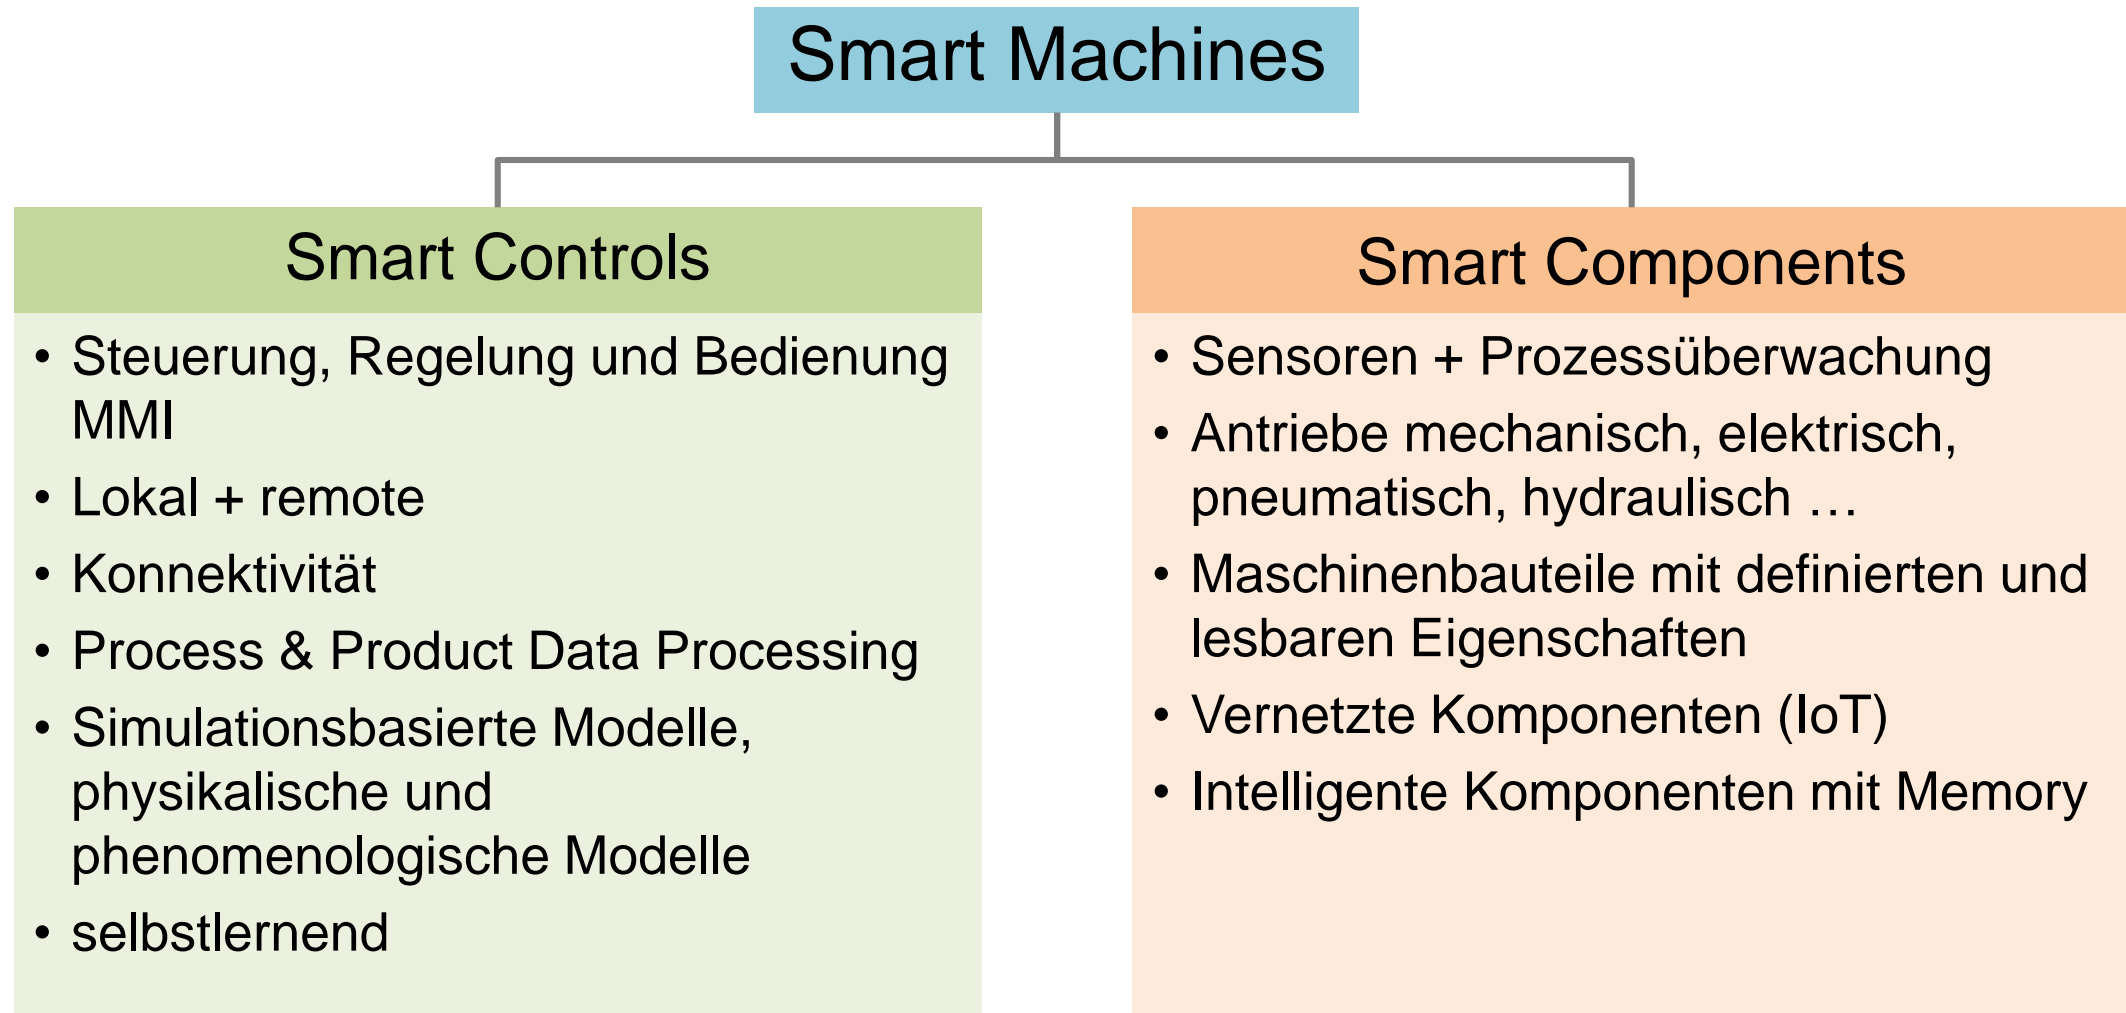 Smart Machines
Smart Controls
• Steuerung, Regelung und Bedienung
MMI
• Lokal + remote
• Konnektivität
• Process & Product Data Processing
• Simulationsbasierte Modelle,
physikalische und
phenomenologische Modelle
• selbstlernend
Smart Components
• Sensoren + Prozessüberwachung
• Antriebe mechanisch, elektrisch,
pneumatisch, hydraulisch …
• Maschinenbauteile mit definierten und
lesbaren Eigenschaften
• Vernetzte Komponenten (IoT)
• Intelligente Komponenten mit Memory